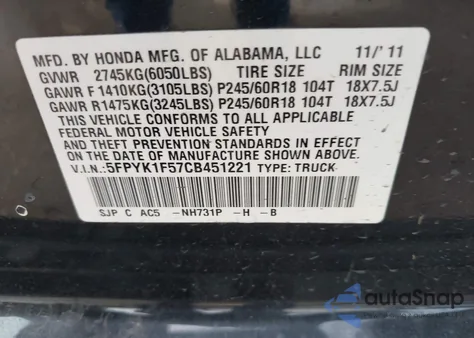 MFD. BY HONDA MFG. OF ALABAMA, LLC 11/' 11
GVWR 2745KG(6050LBS) TIRE SIZE RIM SIZE
GAWR F 1410KG(3105LBS) P245/60R18 104T 18X7.5J
GAWR R1475KG(3245LBS) P245/60R18 104T 18X7.5J
THIS VEHICLE CONFORMS TO ALL APPLICABLE
FEDERAL MOTOR VEHICLE SAFETY
AND THEFT PREVENTION STANDARDS IN EFFECT ON
THE DATE OF MANUFACTURE SHOWN ABOVE.
V.I.N.: 5FPYK1F57CB451221 TYPE: TRUCK
SJP C AC5 -NH731P -H -B
autoSnap